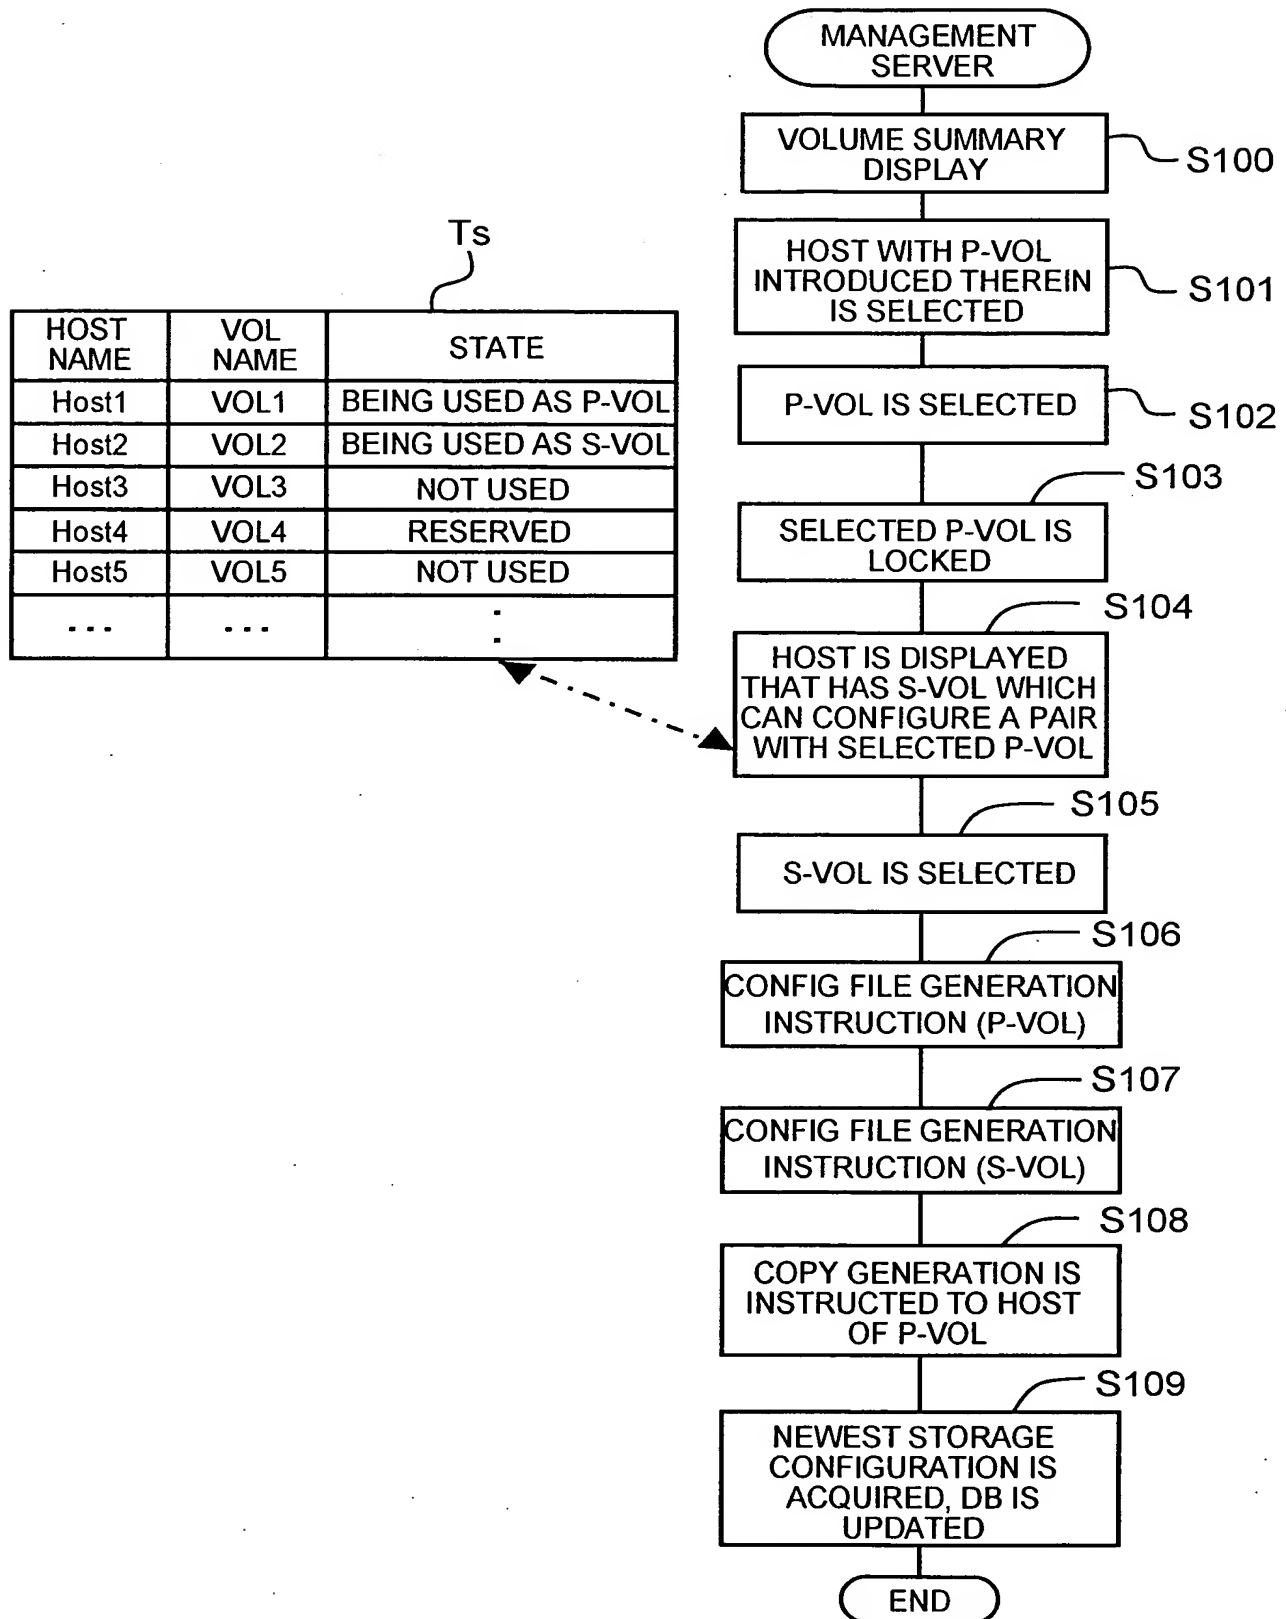 MANAGEMENT
SERVER
VOLUME SUMMARY
DISPLAY
S100
HOST WITH P-VOL
INTRODUCED THEREIN
IS SELECTED
S101
P-VOL IS SELECTED
S102
S103
SELECTED P-VOL IS
LOCKED
S104
HOST IS DISPLAYED
THAT HAS S-VOL WHICH
CAN CONFIGURE A PAIR
WITH SELECTED P-VOL
S105
S-VOL IS SELECTED
S106
CONFIG FILE GENERATION
INSTRUCTION (P-VOL)
S107
CONFIG FILE GENERATION
INSTRUCTION (S-VOL)
S108
COPY GENERATION IS
INSTRUCTED TO HOST
OF P-VOL
S109
NEWEST STORAGE
CONFIGURATION IS
ACQUIRED, DB IS
UPDATED
END
Ts
HOST NAME VOL NAME STATE
Host1 VOL1 BEING USED AS P-VOL
Host2 VOL2 BEING USED AS S-VOL
Host3 VOL3 NOT USED
Host4 VOL4 RESERVED
Host5 VOL5 NOT USED
... ... :